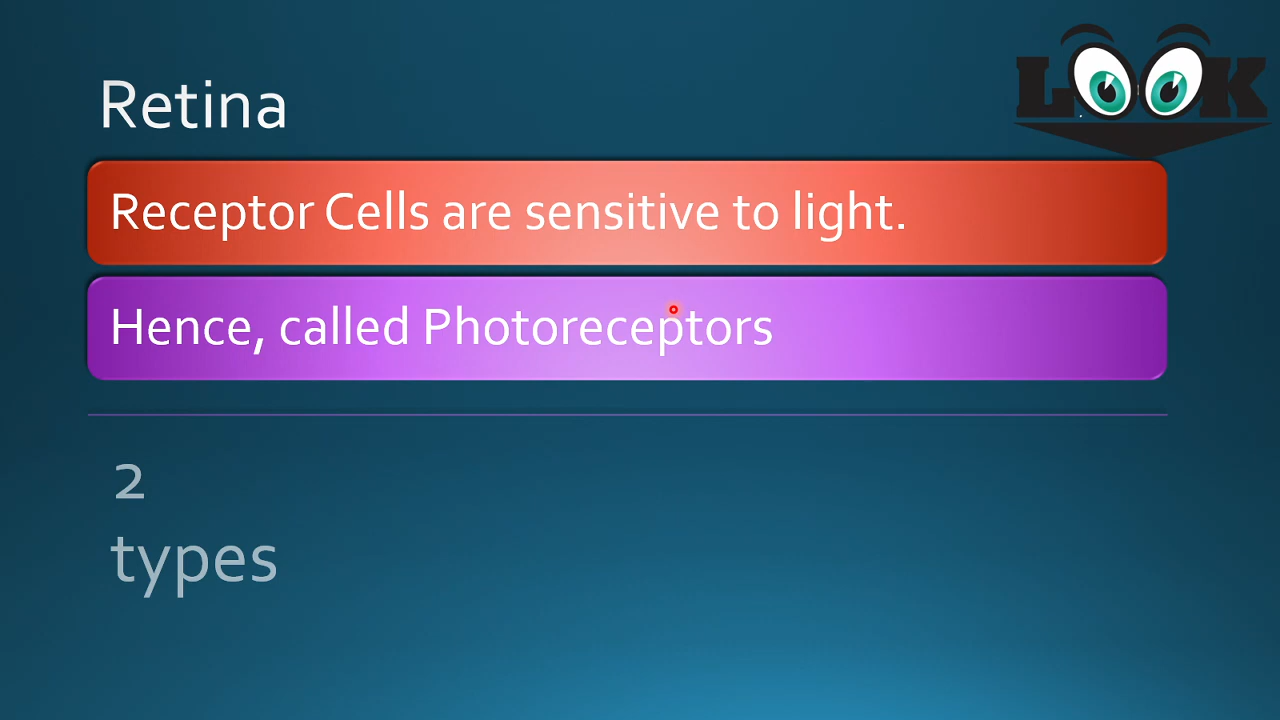 LOOK
Retina
Receptor Cells are sensitive to light.
Hence, called Photoreceptors
2
types